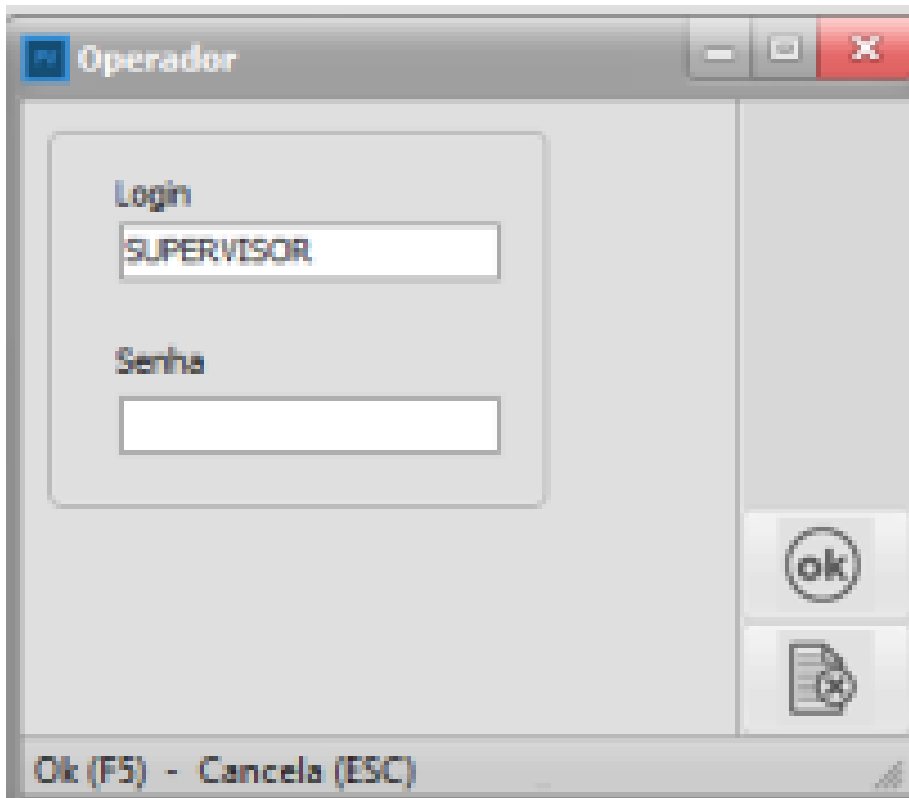 Operador
Login
SUPERVISOR
Senha
ok
Ok (F5) - Cancela (ESC)